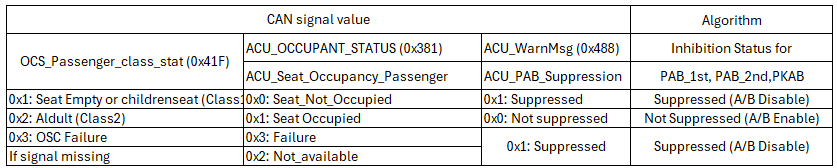 CAN signal value Algorithm
OCS_Passenger_class_stat (0x41F) ACU_OCCUPANT_STATUS (0x381) ACU_WarnMsg (0x488) Inhibition Status for
ACU_Seat_Occupancy_Passenger ACU_PAB_Suppression PAB_1st, PAB_2nd,PKAB
0x1: Seat Empty or childrenseat (Class1 0x0: Seat_Not_Occupied 0x1: Suppressed Suppressed (A/B Disable)
0x2: Aldult (Class2) 0x1: Seat Occupied 0x0: Not suppressed Not Suppressed (A/B Enable)
0x3: OSC Failure 0x3: Failure 0x1: Suppressed Suppressed (A/B Disable)
If signal missing 0x2: Not_available